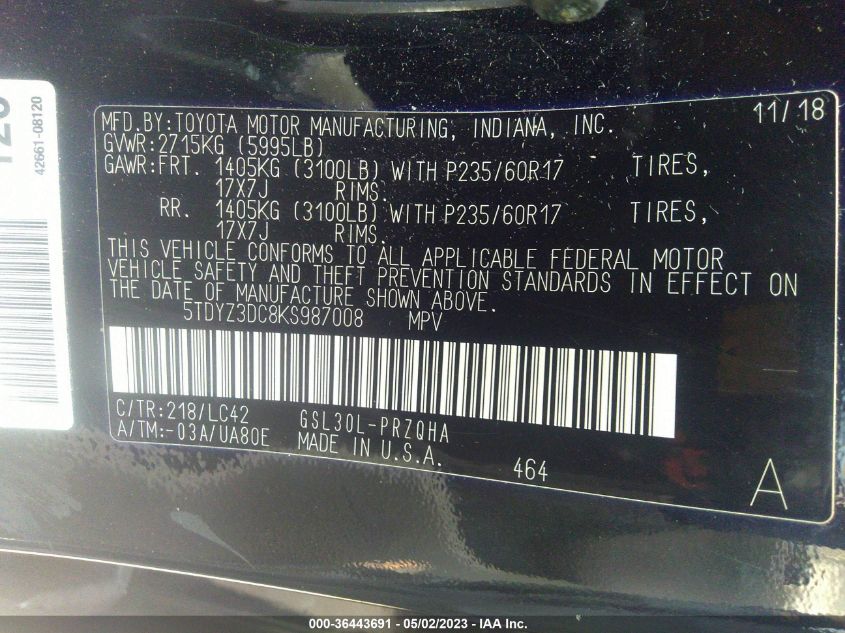 42661-08120
MFD.BY:TOYOTA MOTOR MANUFACTURING, INDIANA, INC. 11/18
GVWR:2715KG (5995LB)
GAWR:FRT. 1405KG (3100LB) WITH P235/60R17 TIRES,
17X7J RIMS.
RR. 1405KG (3100LB) WITH P235/60R17 TIRES,
17X7J RIMS.
THIS VEHICLE CONFORMS TO ALL APPLICABLE FEDERAL MOTOR
VEHICLE SAFETY AND THEFT PREVENTION STANDARDS IN EFFECT ON
THE DATE OF MANUFACTURE SHOWN ABOVE.
5TDYZ3DC8KS987008 MPV
C/TR:218/LC42 GSL30L-PRZQHA
A/TM:-03A/UA80E MADE IN U.S.A.
464
A
000-36443691 - 05/02/2023 - IAA Inc.